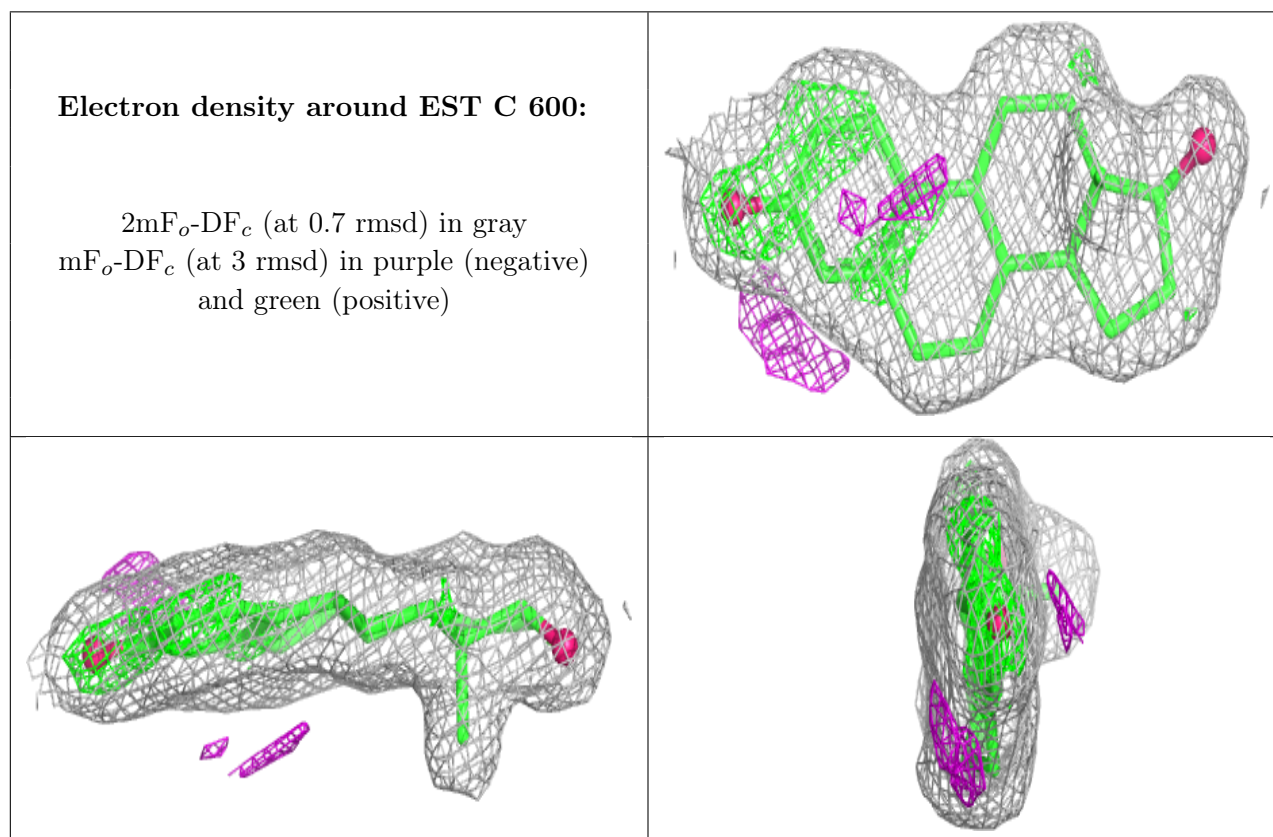 Electron density around EST C 600:
2mFo-DFc (at 0.7 rmsd) in gray
mFo-DFc (at 3 rmsd) in purple (negative)
and green (positive)